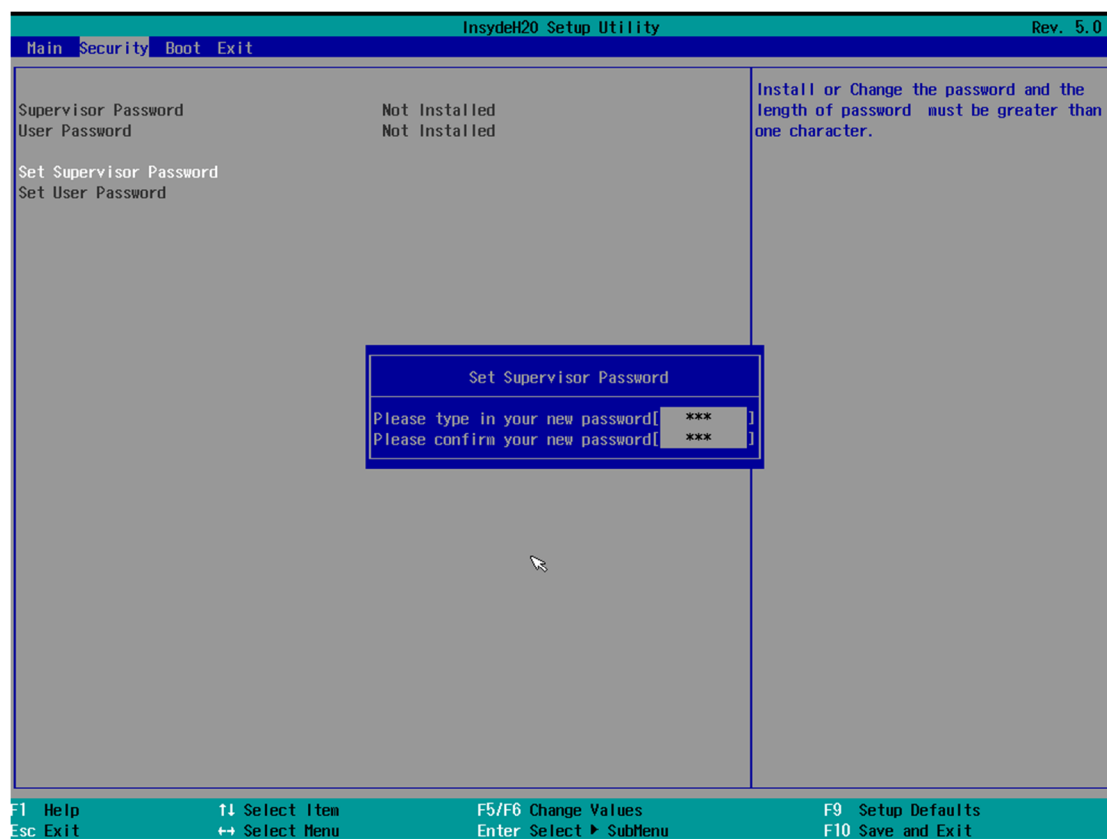 InsydeH20 Setup Utility Rev. 5.0
Main Security Boot Exit
Supervisor Password Not Installed
User Password Not Installed
Set Supervisor Password
Set User Password
Install or Change the password and the
length of password must be greater than
one character.
Set Supervisor Password
Please type in your new password[ *** ]
Please confirm your new password[ *** ]
F1 Help ↑↓ Select Item F5/F6 Change Values F9 Setup Defaults
Esc Exit ↔ Select Menu Enter Select ▶ SubMenu F10 Save and Exit